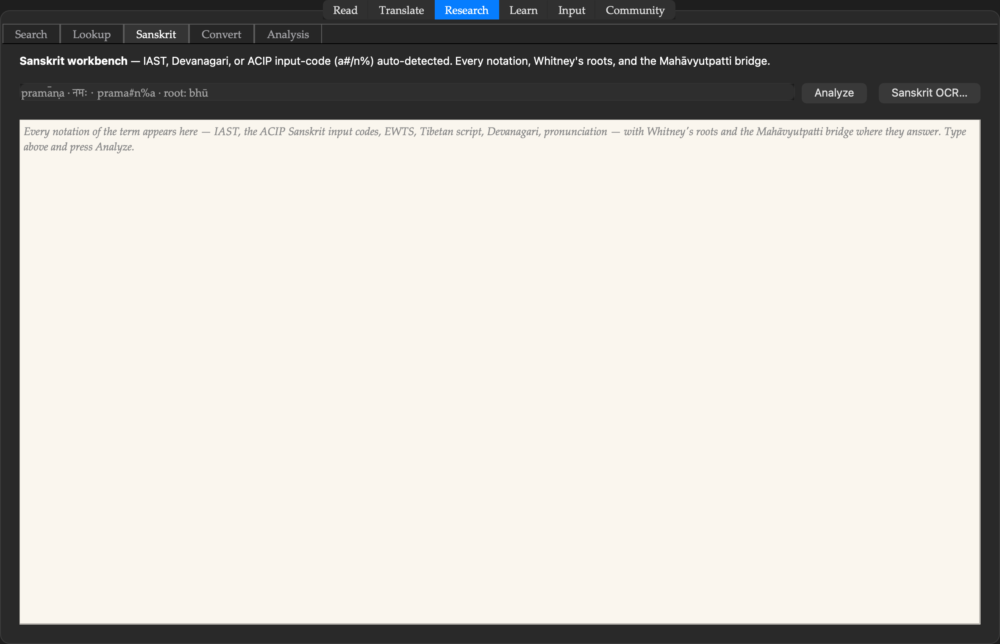 Read Translate Research Learn Input Community
Search Lookup Sanskrit Convert Analysis
Sanskrit workbench — IAST, Devanagari, or ACIP input-code (a#/n%) auto-detected. Every notation, Whitney's roots, and the Mahāvyutpatti bridge.
pramāṇa · नमः · prama#n%a · root: bhū Analyze Sanskrit OCR...
Every notation of the term appears here — IAST, the ACIP Sanskrit input codes, EWTS, Tibetan script, Devanagari, pronunciation — with Whitney's roots and the Mahāvyutpatti bridge where they answer. Type
above and press Analyze.